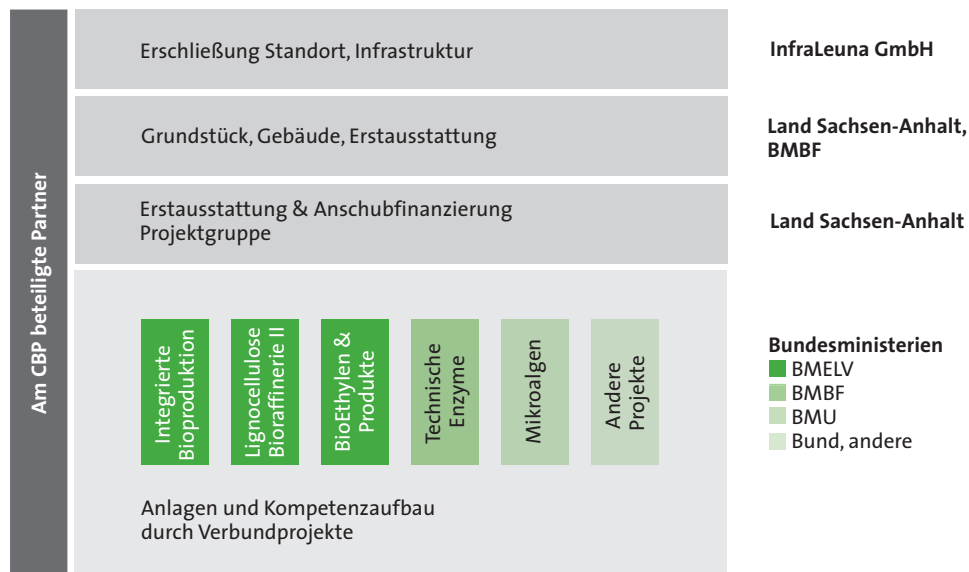 Am CBP beteiligte Partner
Erschließung Standort, Infrastruktur
InfraLeuna GmbH
Grundstück, Gebäude, Erstausstattung
Land Sachsen-Anhalt,
BMBF
Erstausstattung & Anschubfinanzierung
Projektgruppe
Land Sachsen-Anhalt
Integrierte
Bioproduktion
Lignocellulose
Bioraffinerie II
BioEthylen &
Produkte
Technische
Enzyme
Mikroalgen
Andere
Projekte
Anlagen und Kompetenzaufbau
durch Verbundprojekte
Bundesministerien
BMELV
BMBF
BMU
Bund, andere